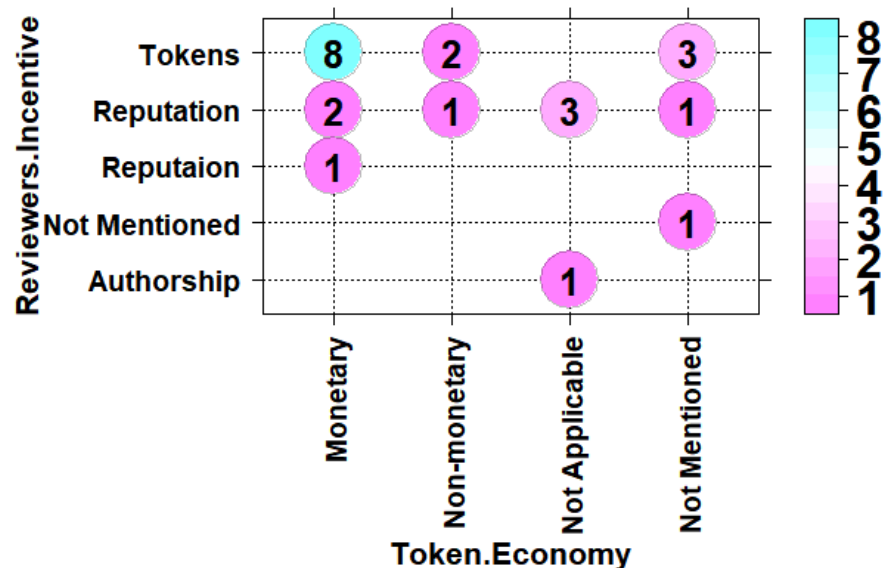 Reviewers.Incentive
Tokens 8 2 3
Reputation 2 1 3 1
Reputaion 1
Not Mentioned 1
Authorship 1
Monetary
Non-monetary
Not Applicable
Not Mentioned
Token.Economy
8
7
6
5
4
3
2
1